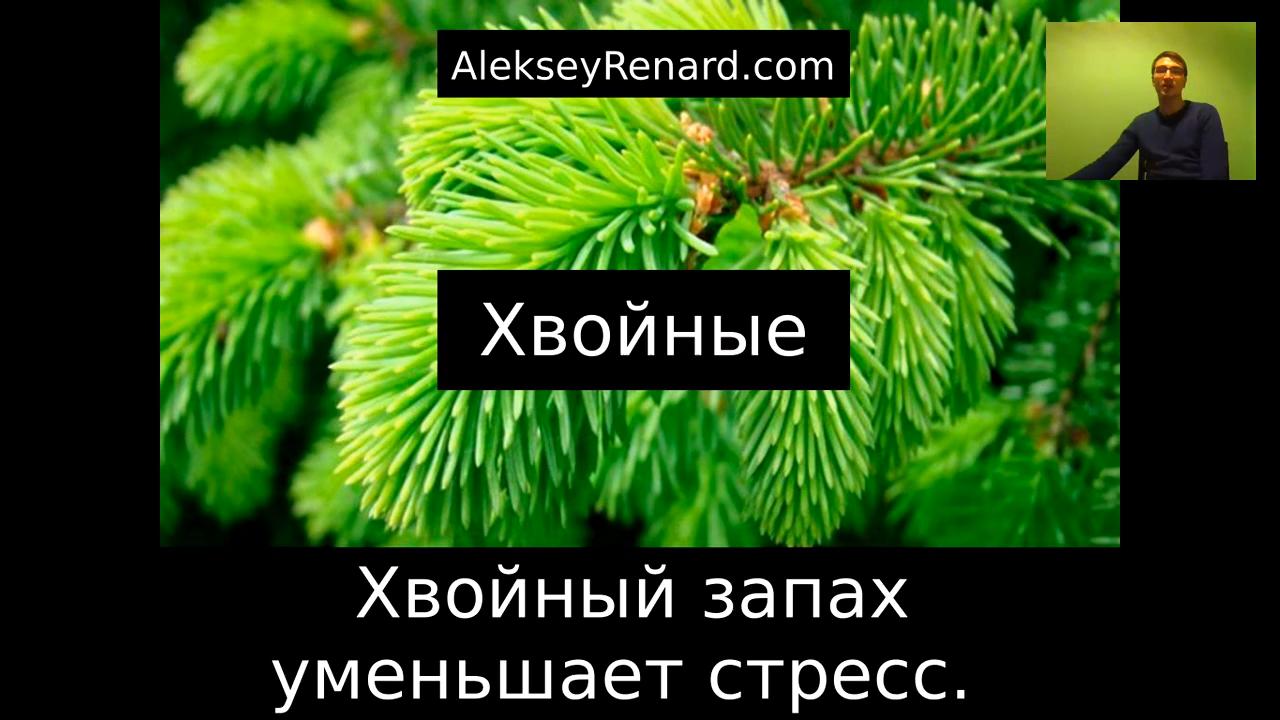 AlekseyRenard.com
Хвойные
Хвойный запах
уменьшает стресс.